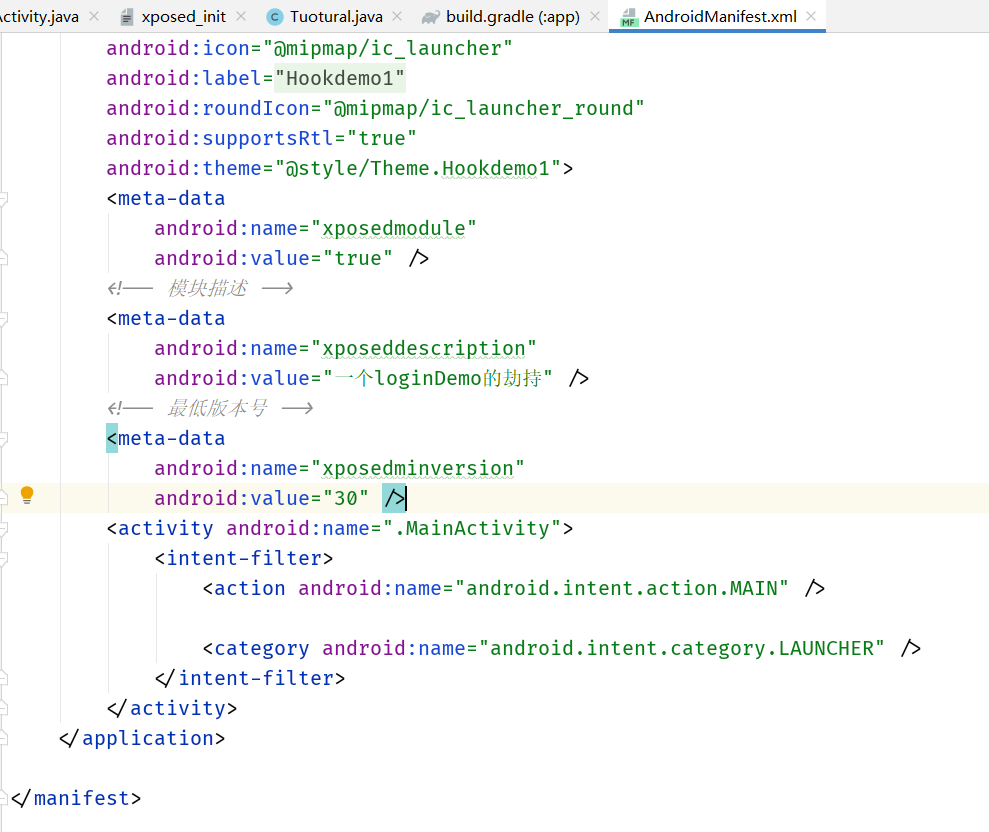 ctivity.java × xposed_init × C Tuotural.java × build.gradle (:app) × MF AndroidManifest.xml ×
android:icon="@mipmap/ic_launcher"
android:label="Hookdemo1"
android:roundIcon="@mipmap/ic_launcher_round"
android:supportsRtl="true"
android:theme="@style/Theme.Hookdemo1">
<meta-data
android:name="xposedmodule"
android:value="true" />
<!-- 模块描述 -->
<meta-data
android:name="xposeddescription"
android:value="一个loginDemo的劫持" />
<!-- 最低版本号 -->
<meta-data
android:name="xposedminversion"
android:value="30" />
<activity android:name=".MainActivity">
<intent-filter>
<action android:name="android.intent.action.MAIN" />
<category android:name="android.intent.category.LAUNCHER" />
</intent-filter>
</activity>
</application>
</manifest>